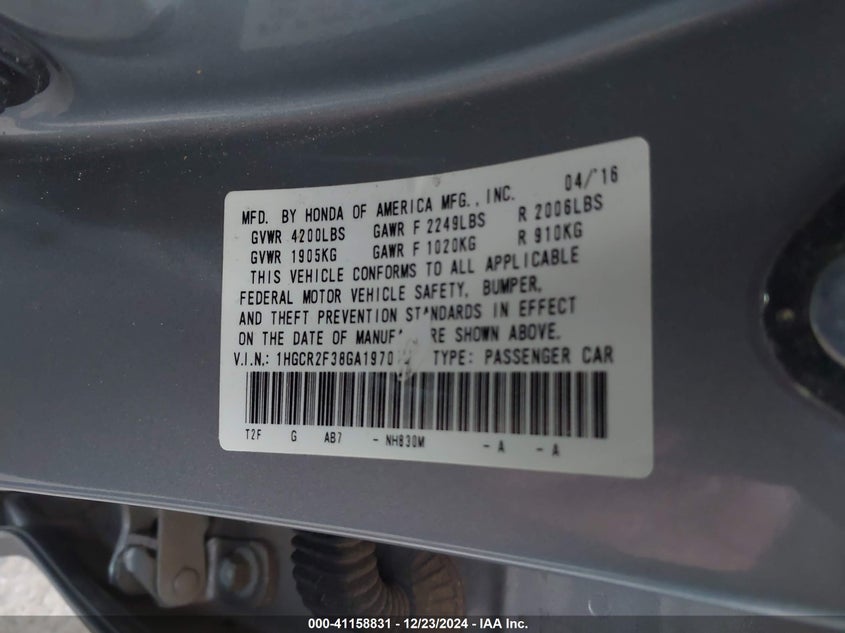 04/'16
MFD. BY HONDA OF AMERICA MFG., INC.
GVWR 4200LBS GAWR F 2249LBS R 2006LBS
GVWR 1905KG GAWR F 1020KG R 910KG
THIS VEHICLE CONFORMS TO ALL APPLICABLE
FEDERAL MOTOR VEHICLE SAFETY, BUMPER,
AND THEFT PREVENTION STANDARDS IN EFFECT
ON THE DATE OF SHOWN ABOVE.
V.I.N.: TYPE: PASSENGER CAR
T2F G AB7 - NH830M - A - A
000-41158831 - 12/23/2024 - IAA Inc.